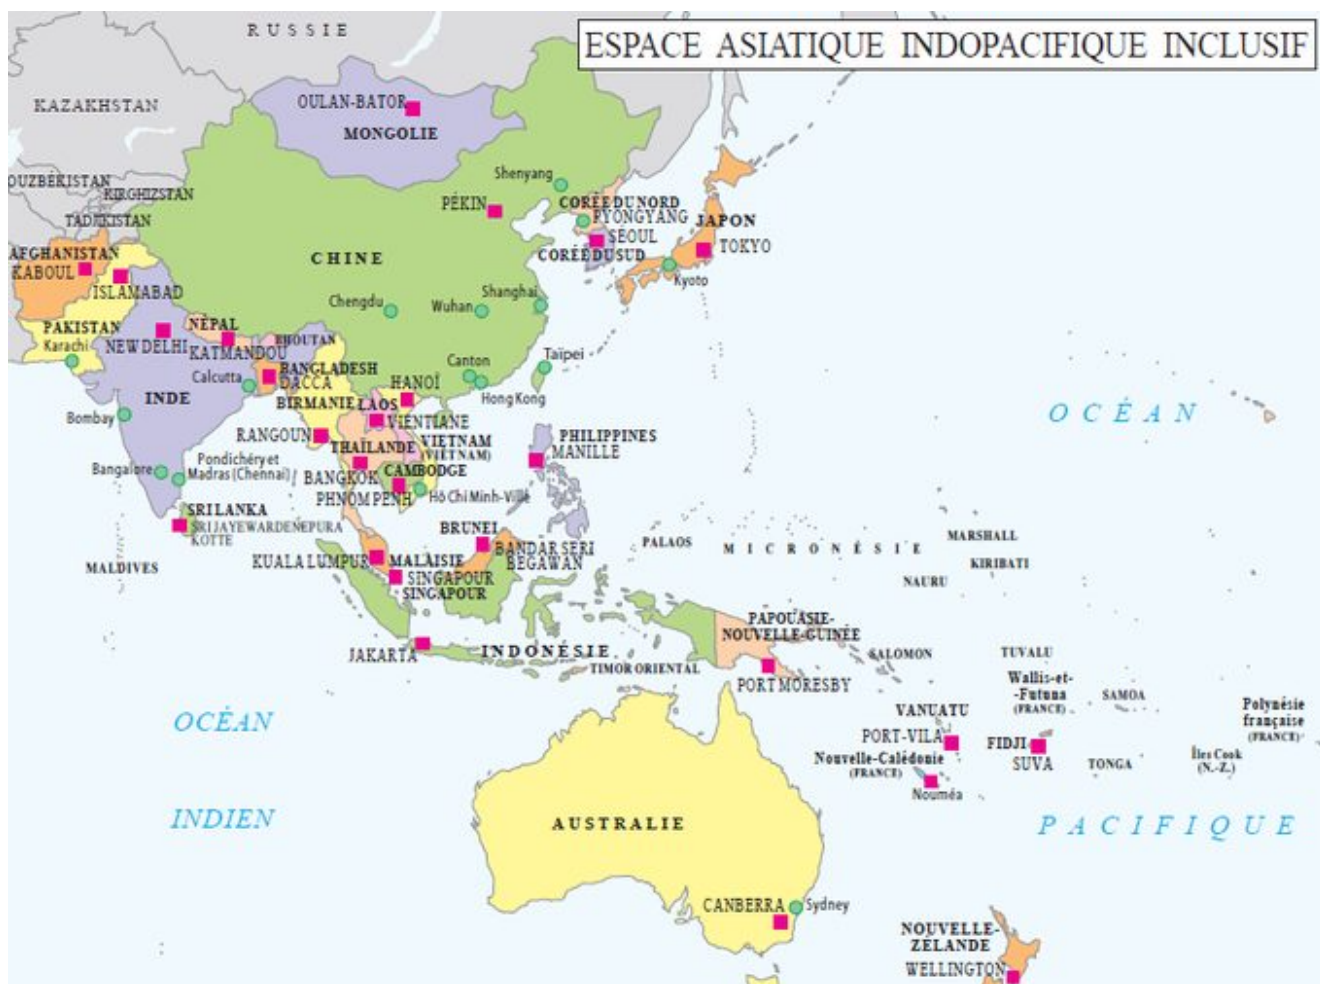 RUSSIE
ESPACE ASIATIQUE INDOPACIFIQUE INCLUSIF
KAZAKHSTAN
OULAN-BATOR
MONGOLIE
OUZBÉKISTAN
KIRGHIZSTAN
TADJIKISTAN
Shenyang
PÉKIN
CORÉE DU NORD
PYONGYANG
SEOUL
CORÉE DU SUD
JAPON
TOKYO
Kyoto
AFGHANISTAN
KABOUL
ISLAMABAD
CHINE
Chengdu
Wuhan
Shanghai
PAKISTAN
Karachi
NEW DELHI
NÉPAL
KATMANDOU
BHOUTAN
BANGLADESH
DACCA
Calcutta
Canton
Hong Kong
Taïpei
HANOÏ
INDE
Bombay
BIRMANIE
LAOS
VIENTIANE
RANGOUN
THAÏLANDE
VIETNAM
(VIÊTNAM)
BANGKOK
CAMBODGE
PHNOM PENH
Hô Chi Minh-Ville
PHILIPPINES
MANILLE
Bangalore
Pondichéry et
Madras (Chennai)
SRI LANKA
SRI JAYEWARDENEPURA
KOTTE
MALDIVES
BRUNEI
BANDAR SERI
BEGAWAN
KUALA LUMPUR
MALAISIE
SINGAPOUR
SINGAPOUR
PALAOS
MICRONÉSIE
MARSHALL
KIRIBATI
NAURU
OCÉAN
JAKARTA
INDONÉSIE
TIMOR ORIENTAL
PAPOUASIE-
NOUVELLE-GUINÉE
PORT MORESBY
SALOMON
TUVALU
Wallis-et-
-Futuna
(FRANCE)
SAMOA
Polynésie
française
(FRANCE)
VANUATU
PORT-VILA
Nouvelle-Calédonie
(FRANCE)
Nouméa
FIDJI
SUVA
TONGA
Îles Cook
(N.-Z.)
OCÉAN
INDIEN
PACIFIQUE
AUSTRALIE
CANBERRA
Sydney
NOUVELLE-
ZÉLANDE
WELLINGTON